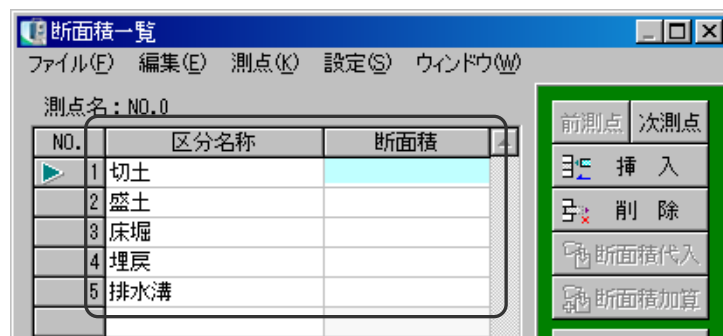 断面積一覧
ファイル(F) 編集(E) 測点(K) 設定(S) ウィンドウ(W)
測点名:NO.0
前測点 次測点
NO. 区分名称 断面積
1 切土
挿 入
2 盛土
削 除
3 床堀
4 埋戻
断面積代入
5 排水溝
断面積加算